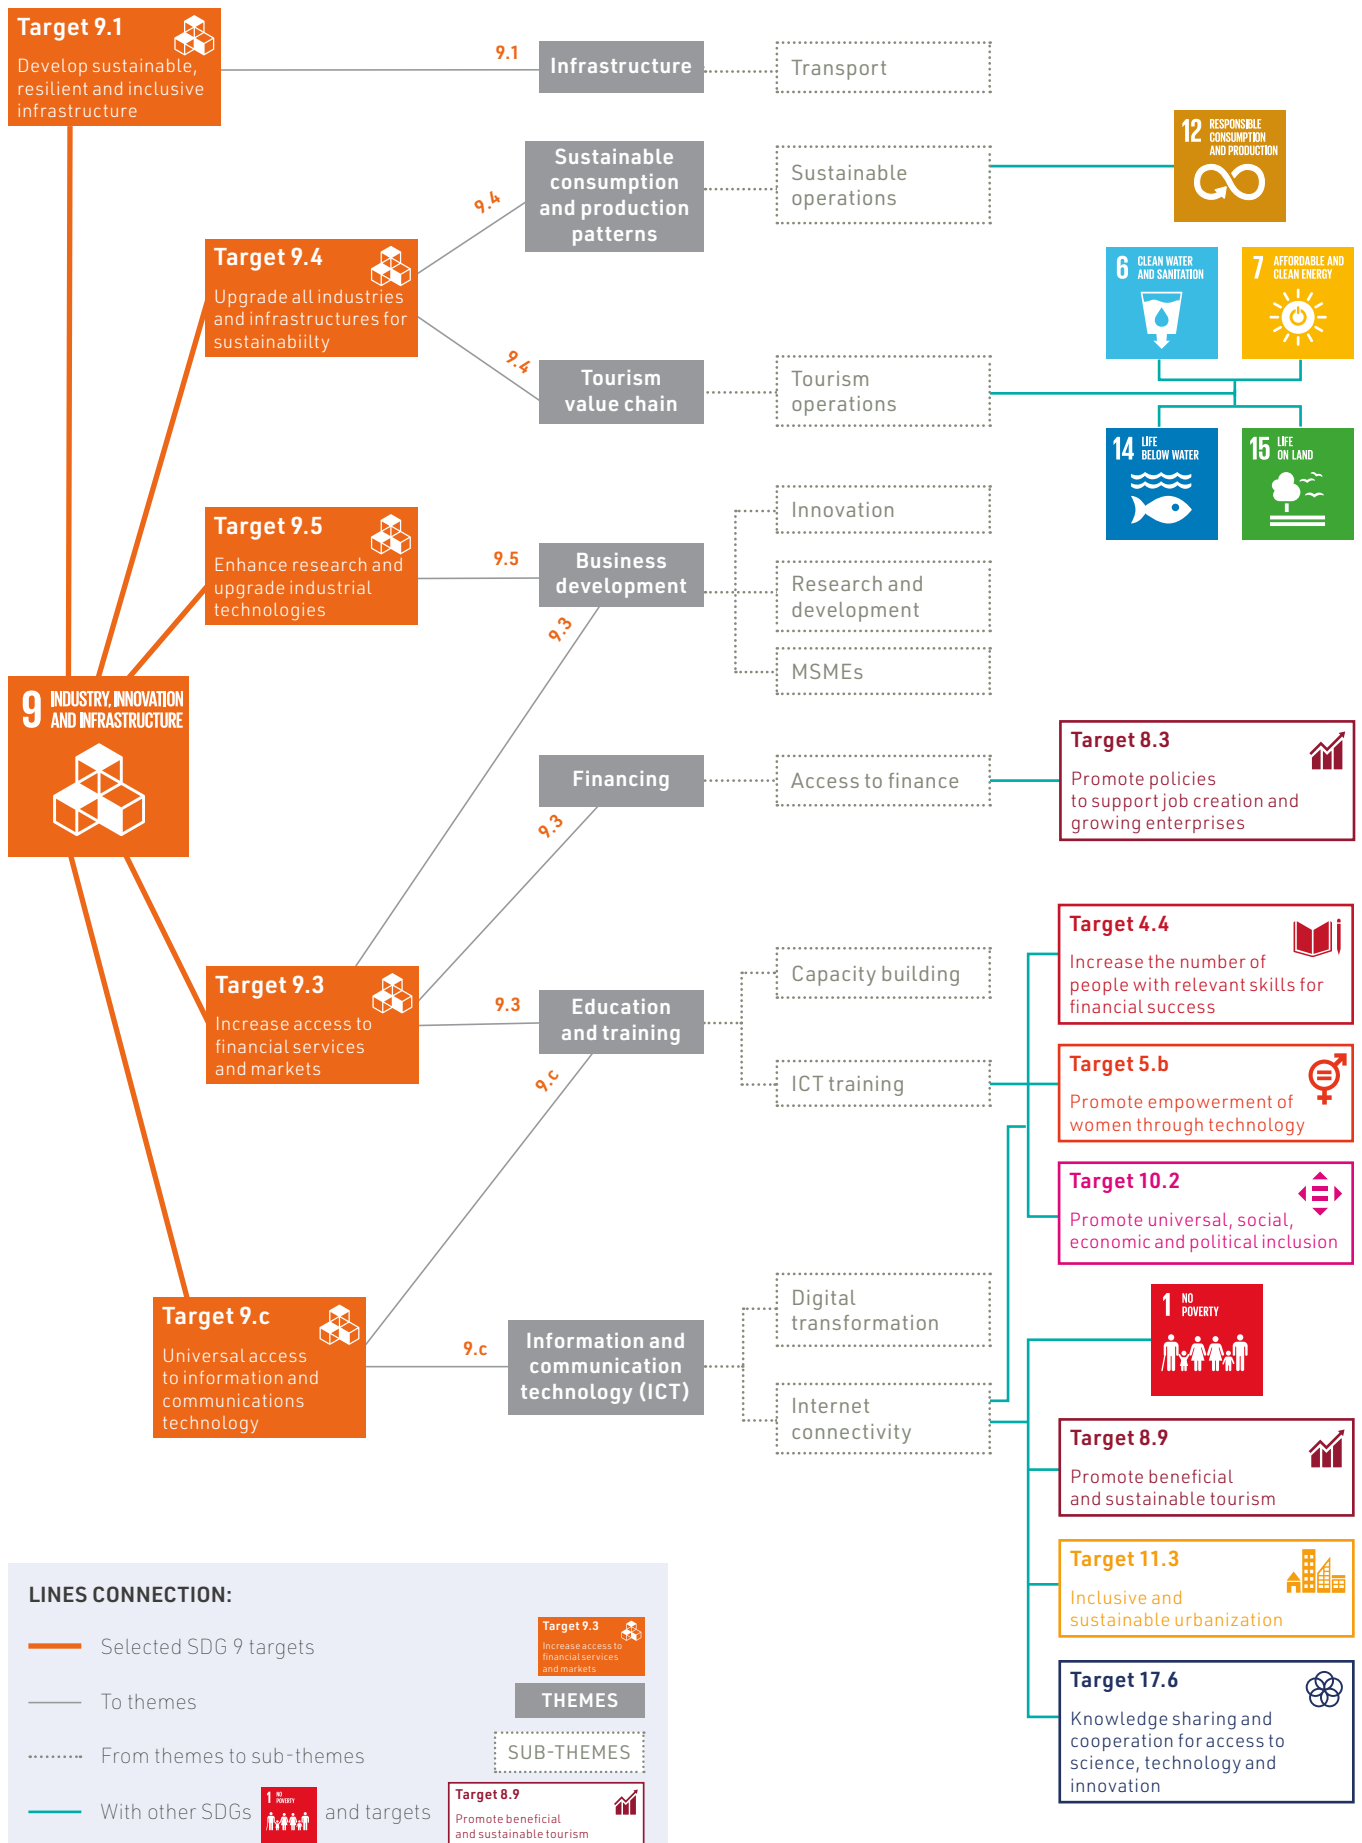 Target 9.1
Develop sustainable,
resilient and inclusive
infrastructure
9.1
Infrastructure
Transport
12 RESPONSIBLE
CONSUMPTION
AND PRODUCTION
Sustainable
consumption
and production
patterns
Sustainable
operations
9.4
Target 9.4
Upgrade all industries
and infrastructures for
sustainabiilty
9.4
Tourism
value chain
Tourism
operations
6 CLEAN WATER
AND SANITATION
7 AFFORDABLE AND
CLEAN ENERGY
14 LIFE
BELOW WATER
15 LIFE
ON LAND
Target 9.5
Enhance research and
upgrade industrial
technologies
9.5
Business
development
Innovation
Research and
development
MSMEs
9.3
9 INDUSTRY, INNOVATION
AND INFRASTRUCTURE
Financing
Access to finance
Target 8.3
Promote policies
to support job creation and
growing enterprises
9.3
Target 9.3
Increase access to
financial services
and markets
9.3
Education
and training
Capacity building
ICT training
Target 4.4
Increase the number of
people with relevant skills for
financial success
Target 5.b
Promote empowerment of
women through technology
Target 10.2
Promote universal, social,
economic and political inclusion
9.c
Target 9.c
Universal access
to information and
communications
technology
9.c
Information and
communication
technology (ICT)
Digital
transformation
Internet
connectivity
1 NO
POVERTY
Target 8.9
Promote beneficial
and sustainable tourism
Target 11.3
Inclusive and
sustainable urbanization
Target 17.6
Knowledge sharing and
cooperation for access to
science, technology and
innovation
LINES CONNECTION:
Selected SDG 9 targets
Target 9.3
Increase access to
financial services
and markets
To themes
THEMES
From themes to sub-themes
SUB-THEMES
With other SDGs
1 NO
POVERTY
and targets
Target 8.9
Promote beneficial
and sustainable tourism